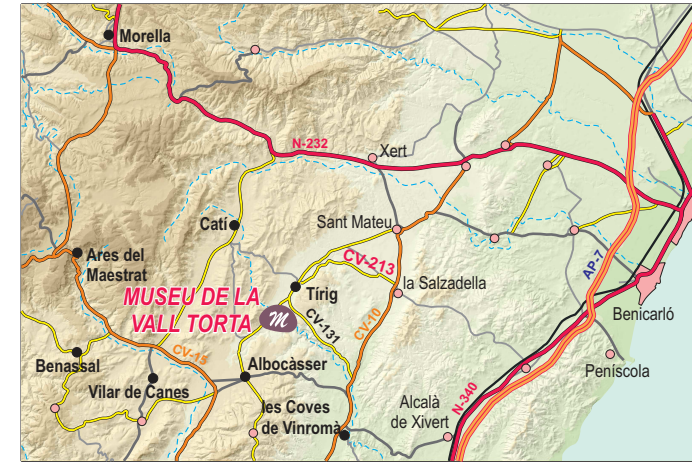 Morella
N-232
Xert
Catí
Sant Mateu
Ares del
Maestrat
CV-213
AP-7
MUSEU DE LA
VALL TORTA
M
Tírig
la Salzadella
CV-131
CV-10
Benicarló
CV-15
Benassal
Albocàsser
Peníscola
Vilar de Canes
N-340
les Coves
de Vinromà
Alcalà
de Xivert